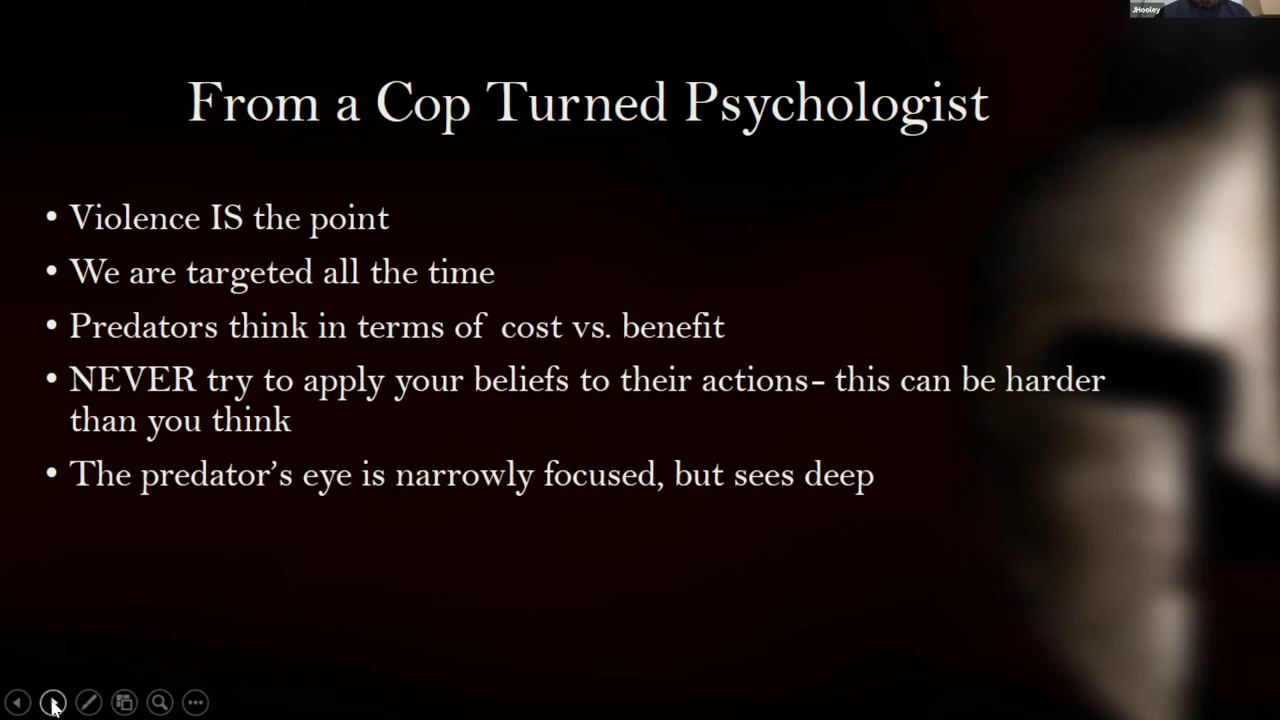 JHooley
From a Cop Turned Psychologist
• Violence IS the point
• We are targeted all the time
• Predators think in terms of cost vs. benefit
• NEVER try to apply your beliefs to their actions– this can be harder
than you think
• The predator’s eye is narrowly focused, but sees deep